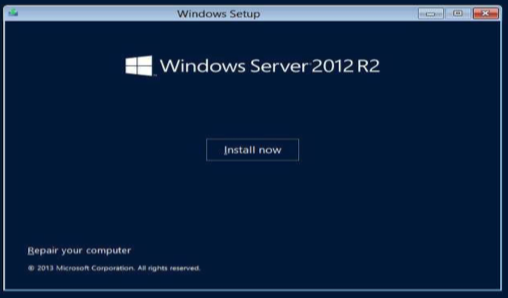 Windows Setup
Windows Server 2012 R2
Install now
Repair your computer
© 2013 Microsoft Corporation. All rights reserved.